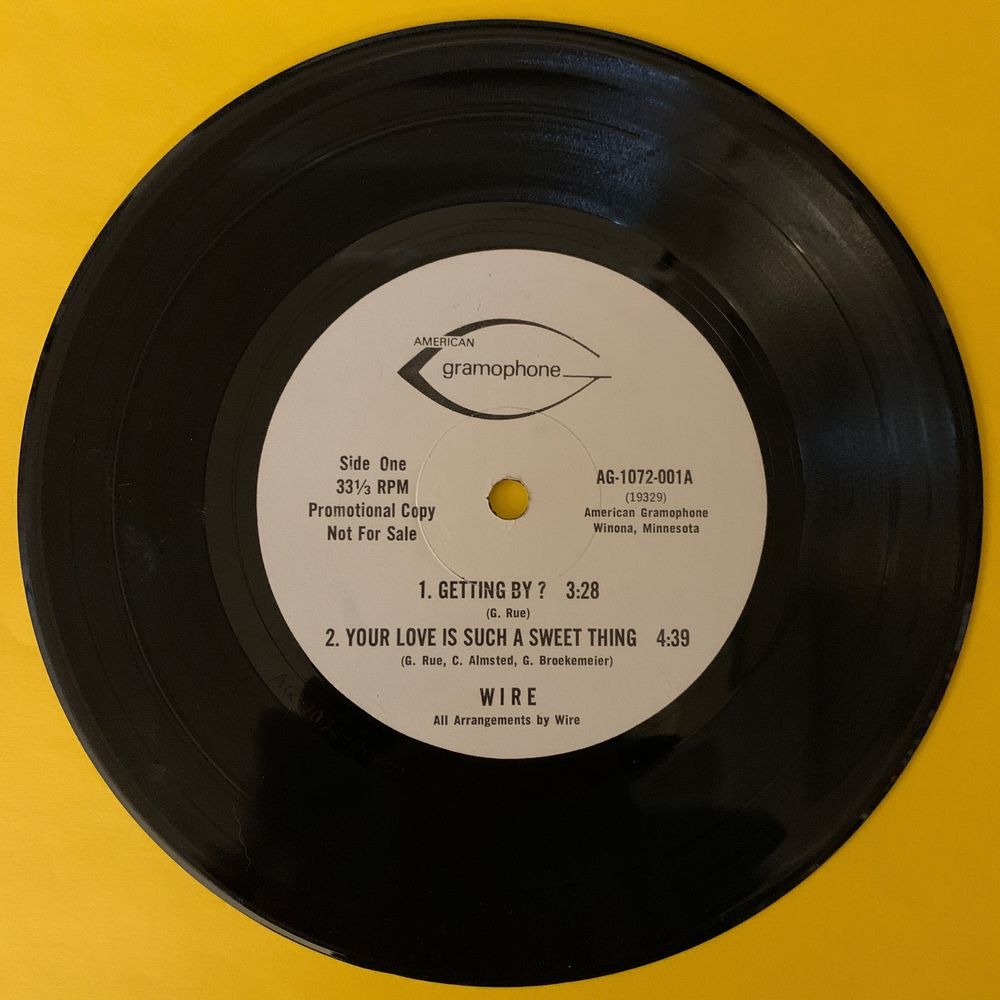 AMERICAN
gramophone
Side One
33⅓ RPM
Promotional Copy
Not For Sale
AG-1072-001A
(19329)
American Gramophone
Winona, Minnesota
1. GETTING BY ? 3:28
(G. Rue)
2. YOUR LOVE IS SUCH A SWEET THING 4:39
(G. Rue, C. Almsted, G. Broekemeier)
WIRE
All Arrangements by Wire